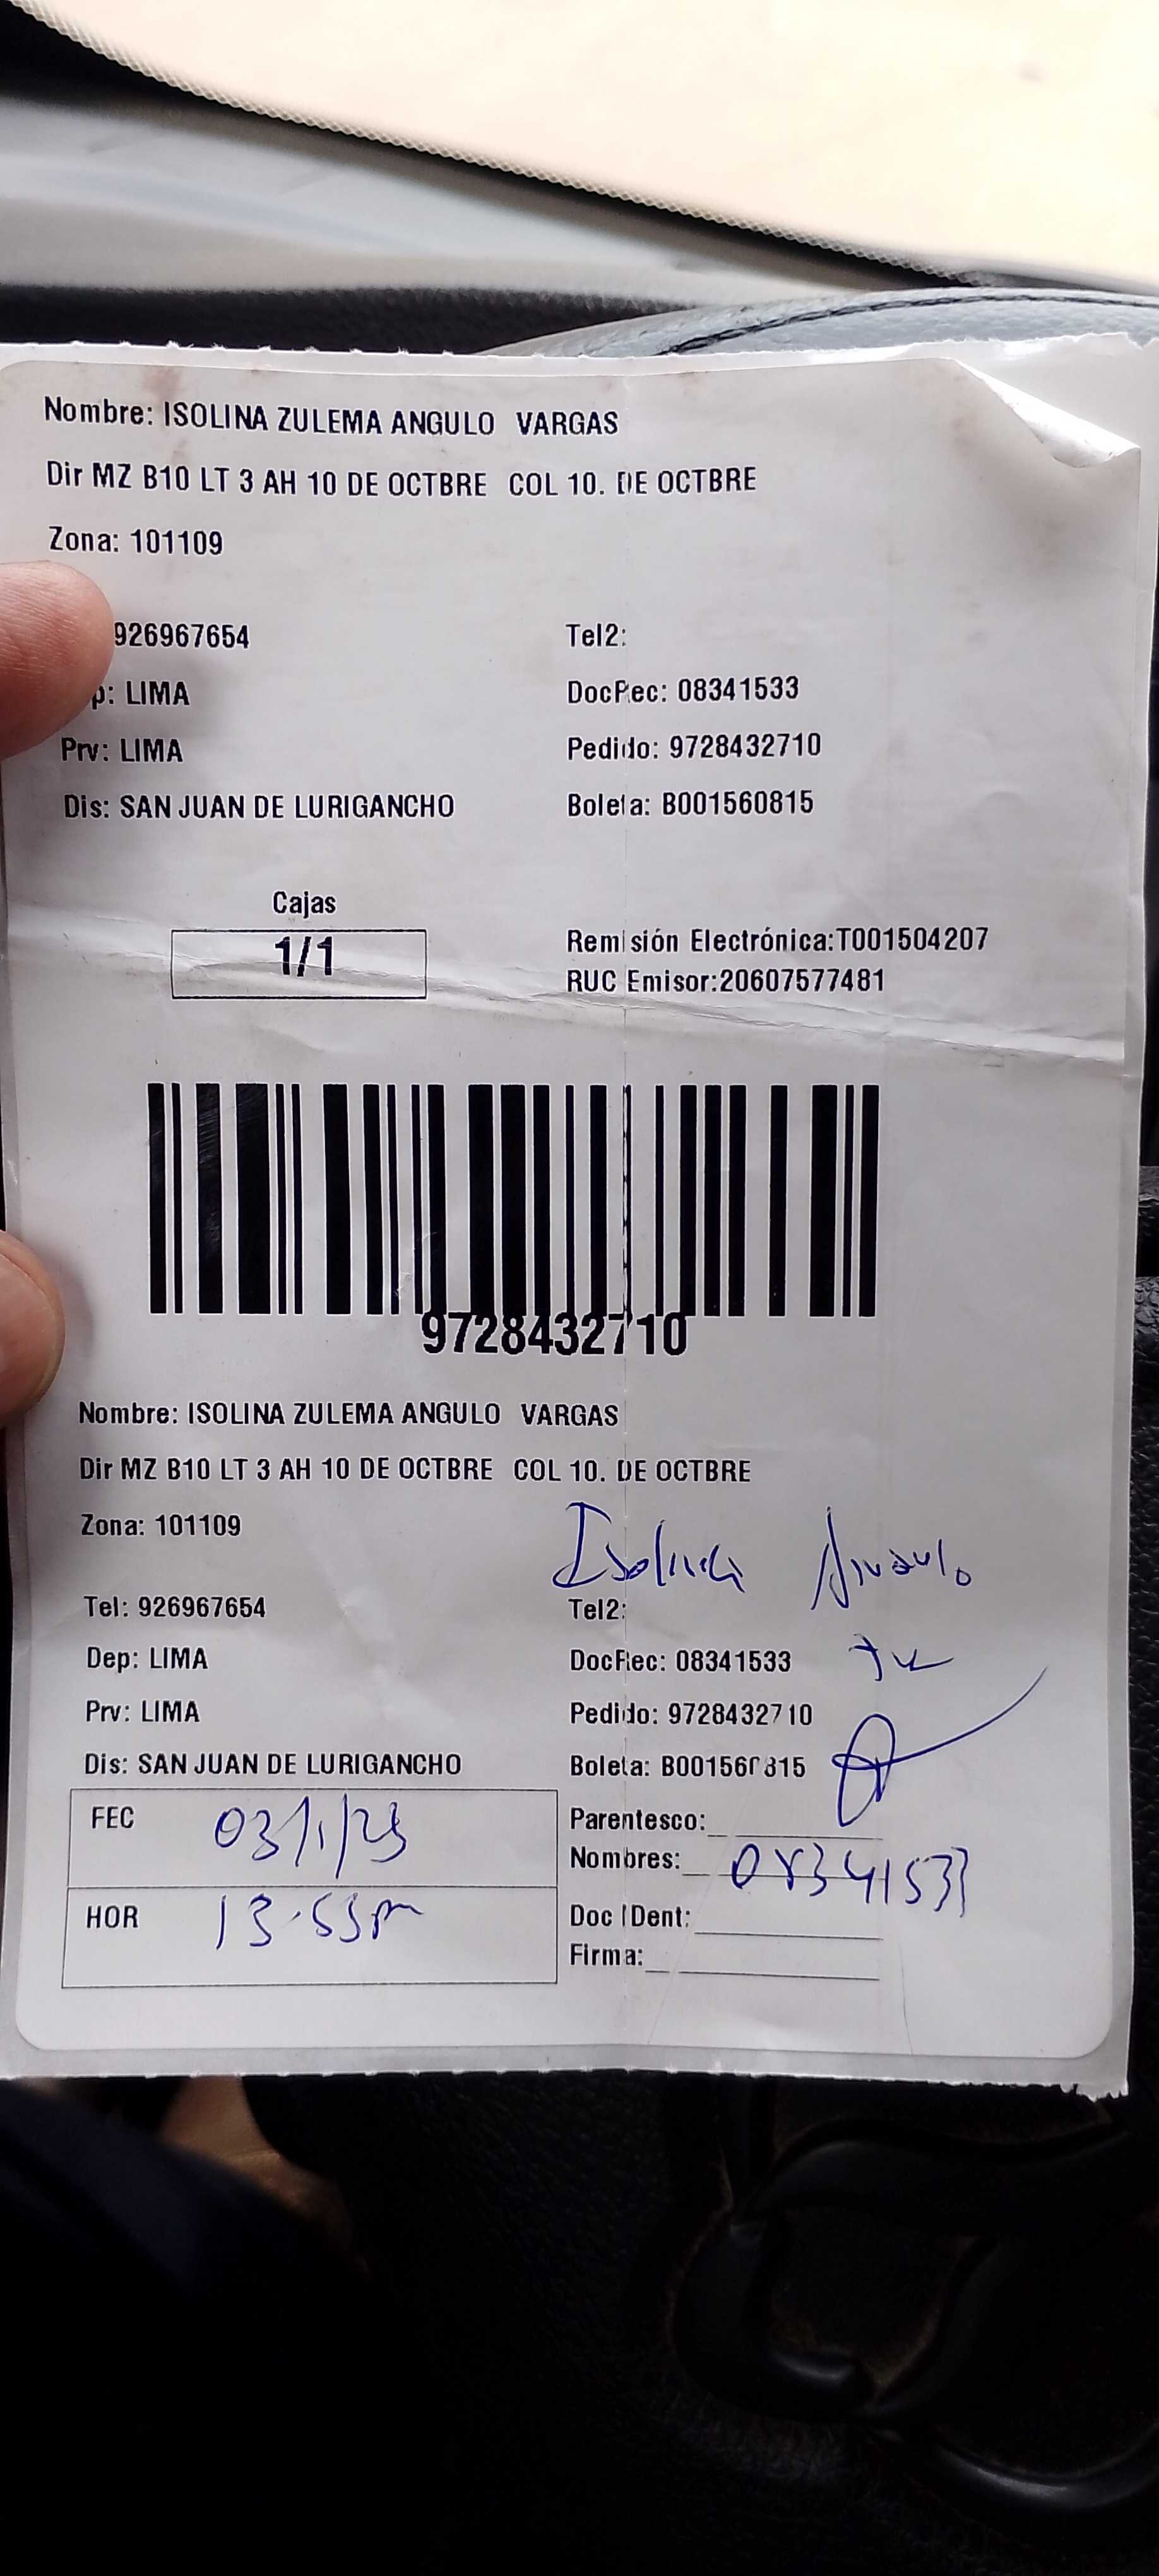 Nombre: ISOLINA ZULEMA ANGULO VARGAS
Dir MZ B10 LT 3 AH 10 DE OCTBRE COL 10. DE OCTBRE
Zona: 101109
926967654 Tel2:
p: LIMA DocRec: 08341533
Prv: LIMA Pedido: 9728432710
Dis: SAN JUAN DE LURIGANCHO Boleta: B001560815
Cajas
1/1
Remisión Electrónica:T001504207
RUC Emisor:20607577481
9728432710
Nombre: ISOLINA ZULEMA ANGULO VARGAS
Dir MZ B10 LT 3 AH 10 DE OCTBRE COL 10. DE OCTBRE
Zona: 101109
Isolina Angulo
Tel: 926967654 Tel2:
Dep: LIMA DocRec: 08341533
Prv: LIMA Pedido: 9728432710
Dis: SAN JUAN DE LURIGANCHO Boleta: B001560815
FEC 03/1/25 Parentesco:
Nombres: 08341533
HOR 13:53pm Doc IDent:
Firma: